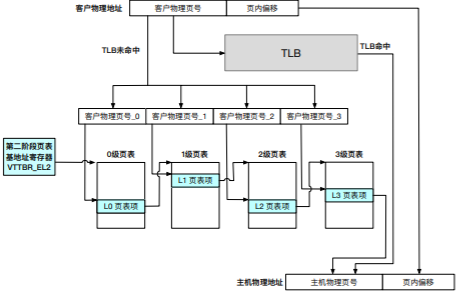 客户物理地址 客户物理页号 页内偏移
TLB未命中
TLB
TLB命中
客户物理页号_0 客户物理页号_1 客户物理页号_2 客户物理页号_3
第二阶段页表
基地址寄存器
VTTBR_EL2
0级页表 1级页表 2级页表 3级页表
L0 页表项 L1 页表项 L2 页表项 L3 页表项
主机物理地址 主机物理页号 页内偏移